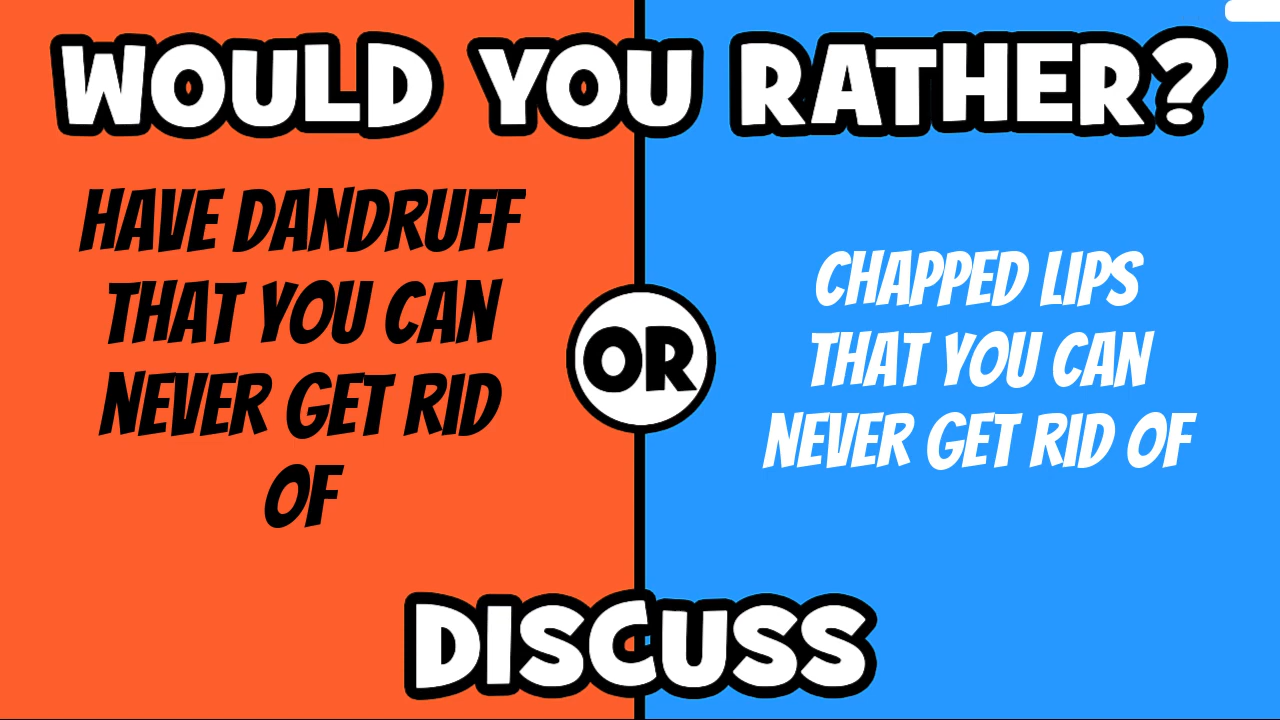 WOULD YOU RATHER?
HAVE DANDRUFF
THAT YOU CAN
NEVER GET RID
OF
OR
CHAPPED LIPS
THAT YOU CAN
NEVER GET RID OF
DISCUSS